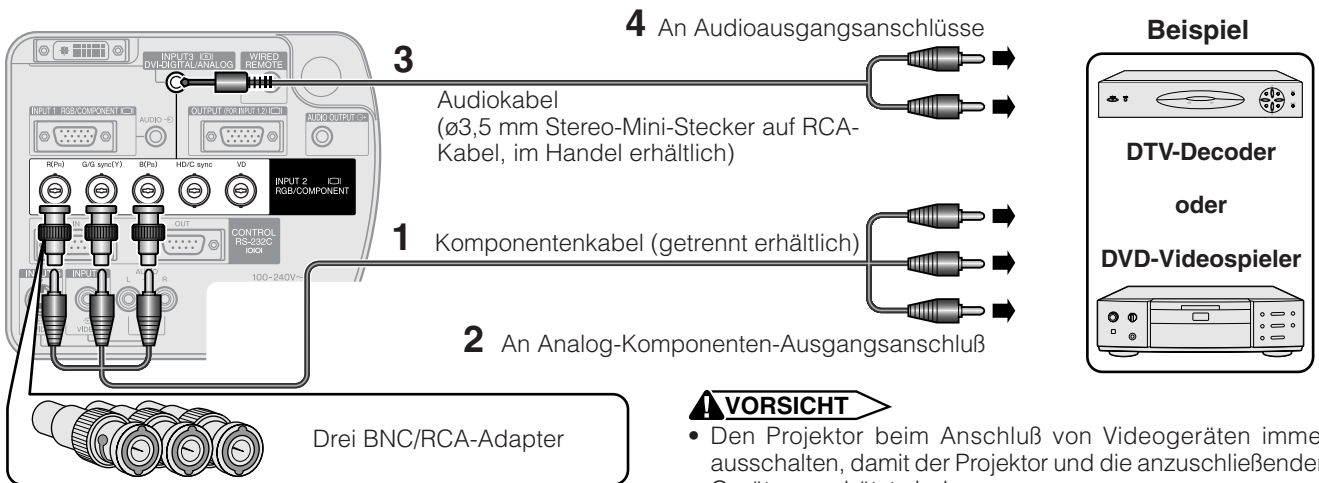 4 An Audioausgangsanschlüsse
Beispiel
INPUT3
DVI-DIGITAL/ANALOG
WIRED
REMOTE
3
Audiokabel
(ø3,5 mm Stereo-Mini-Stecker auf RCA-
Kabel, im Handel erhältlich)
INPUT 1 RGB/COMPONENT
AUDIO
OUTPUT (FOR INPUT 1,2)
AUDIO OUTPUT
DTV-Decoder
oder
DVD-Videospieler
R(PR) G/G sync(Y) B(PB) HD/C sync VD
INPUT 2
RGB/COMPONENT
IN
OUT
CONTROL
RS-232C
1 Komponentenkabel (getrennt erhältlich)
100-240V~
AUDIO
L R
2 An Analog-Komponenten-Ausgangsanschluß
Drei BNC/RCA-Adapter
VORSICHT
• Den Projektor beim Anschluß von Videogeräten imme
ausschalten, damit der Projektor und die anzuschließende